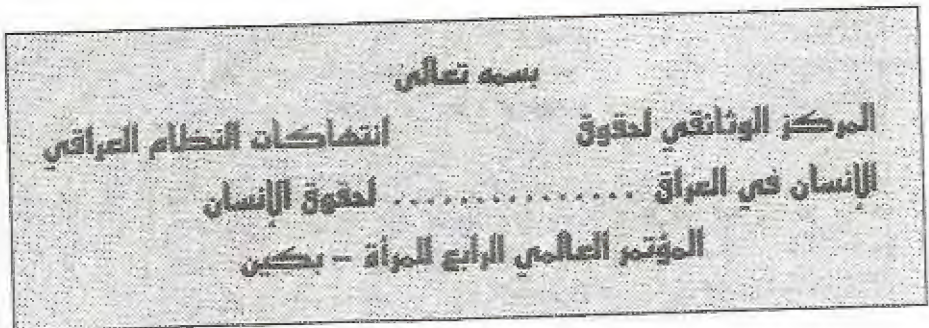 بسمه تعالى
المركز الوثائقي لحقوق انتهاكات النظام العراقي
الإنسان في العراق .............. لحقوق الإنسان
المؤتمر العالمي الرابع للمرأة - بكين